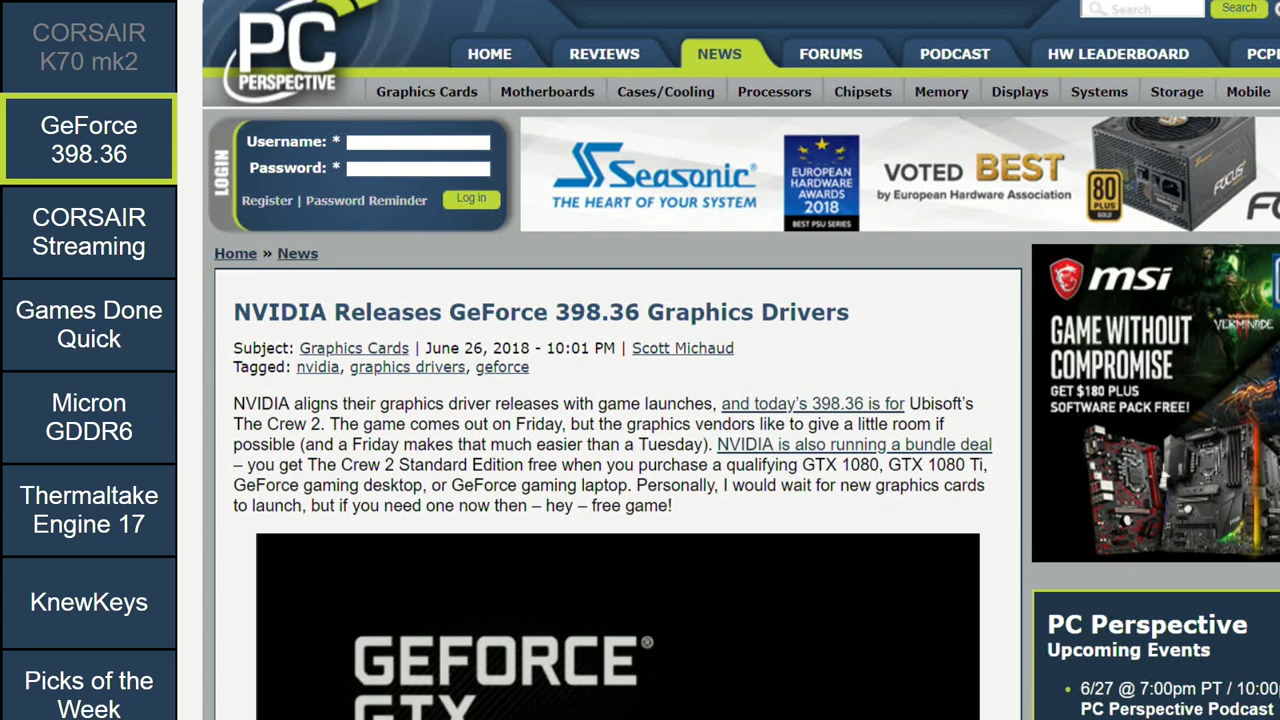 CORSAIR
K70 mk2
GeForce
398.36
CORSAIR
Streaming
Games Done
Quick
Micron
GDDR6
Thermaltake
Engine 17
KnewKeys
Picks of the
Week
PC
PERSPECTIVE
Search
Search
HOME
REVIEWS
NEWS
FORUMS
PODCAST
HW LEADERBOARD
Graphics Cards
Motherboards
Cases/Cooling
Processors
Chipsets
Memory
Displays
Systems
Storage
Mobile
LOGIN
Username: *
Password: *
Register | Password Reminder
Log in
Seasonic
THE HEART OF YOUR SYSTEM
EUROPEAN
HARDWARE
AWARDS
2018
BEST PSU SERIES
VOTED BEST
by European Hardware Association
80
PLUS
GOLD
FOCUS
Home » News
NVIDIA Releases GeForce 398.36 Graphics Drivers
Subject: Graphics Cards | June 26, 2018 - 10:01 PM | Scott Michaud
Tagged: nvidia, graphics drivers, geforce
NVIDIA aligns their graphics driver releases with game launches, and today’s 398.36 is for Ubisoft’s
The Crew 2. The game comes out on Friday, but the graphics vendors like to give a little room if
possible (and a Friday makes that much easier than a Tuesday). NVIDIA is also running a bundle deal
– you get The Crew 2 Standard Edition free when you purchase a qualifying GTX 1080, GTX 1080 Ti,
GeForce gaming desktop, or GeForce gaming laptop. Personally, I would wait for new graphics cards
to launch, but if you need one now then – hey – free game!
GEFORCE®
GTX
msi
GAME WITHOUT
COMPROMISE
GET $180 PLUS
SOFTWARE PACK FREE!
VERMINTIDE
PC Perspective
Upcoming Events
• 6/27 @ 7:00pm PT / 10:00
PC Perspective Podcast